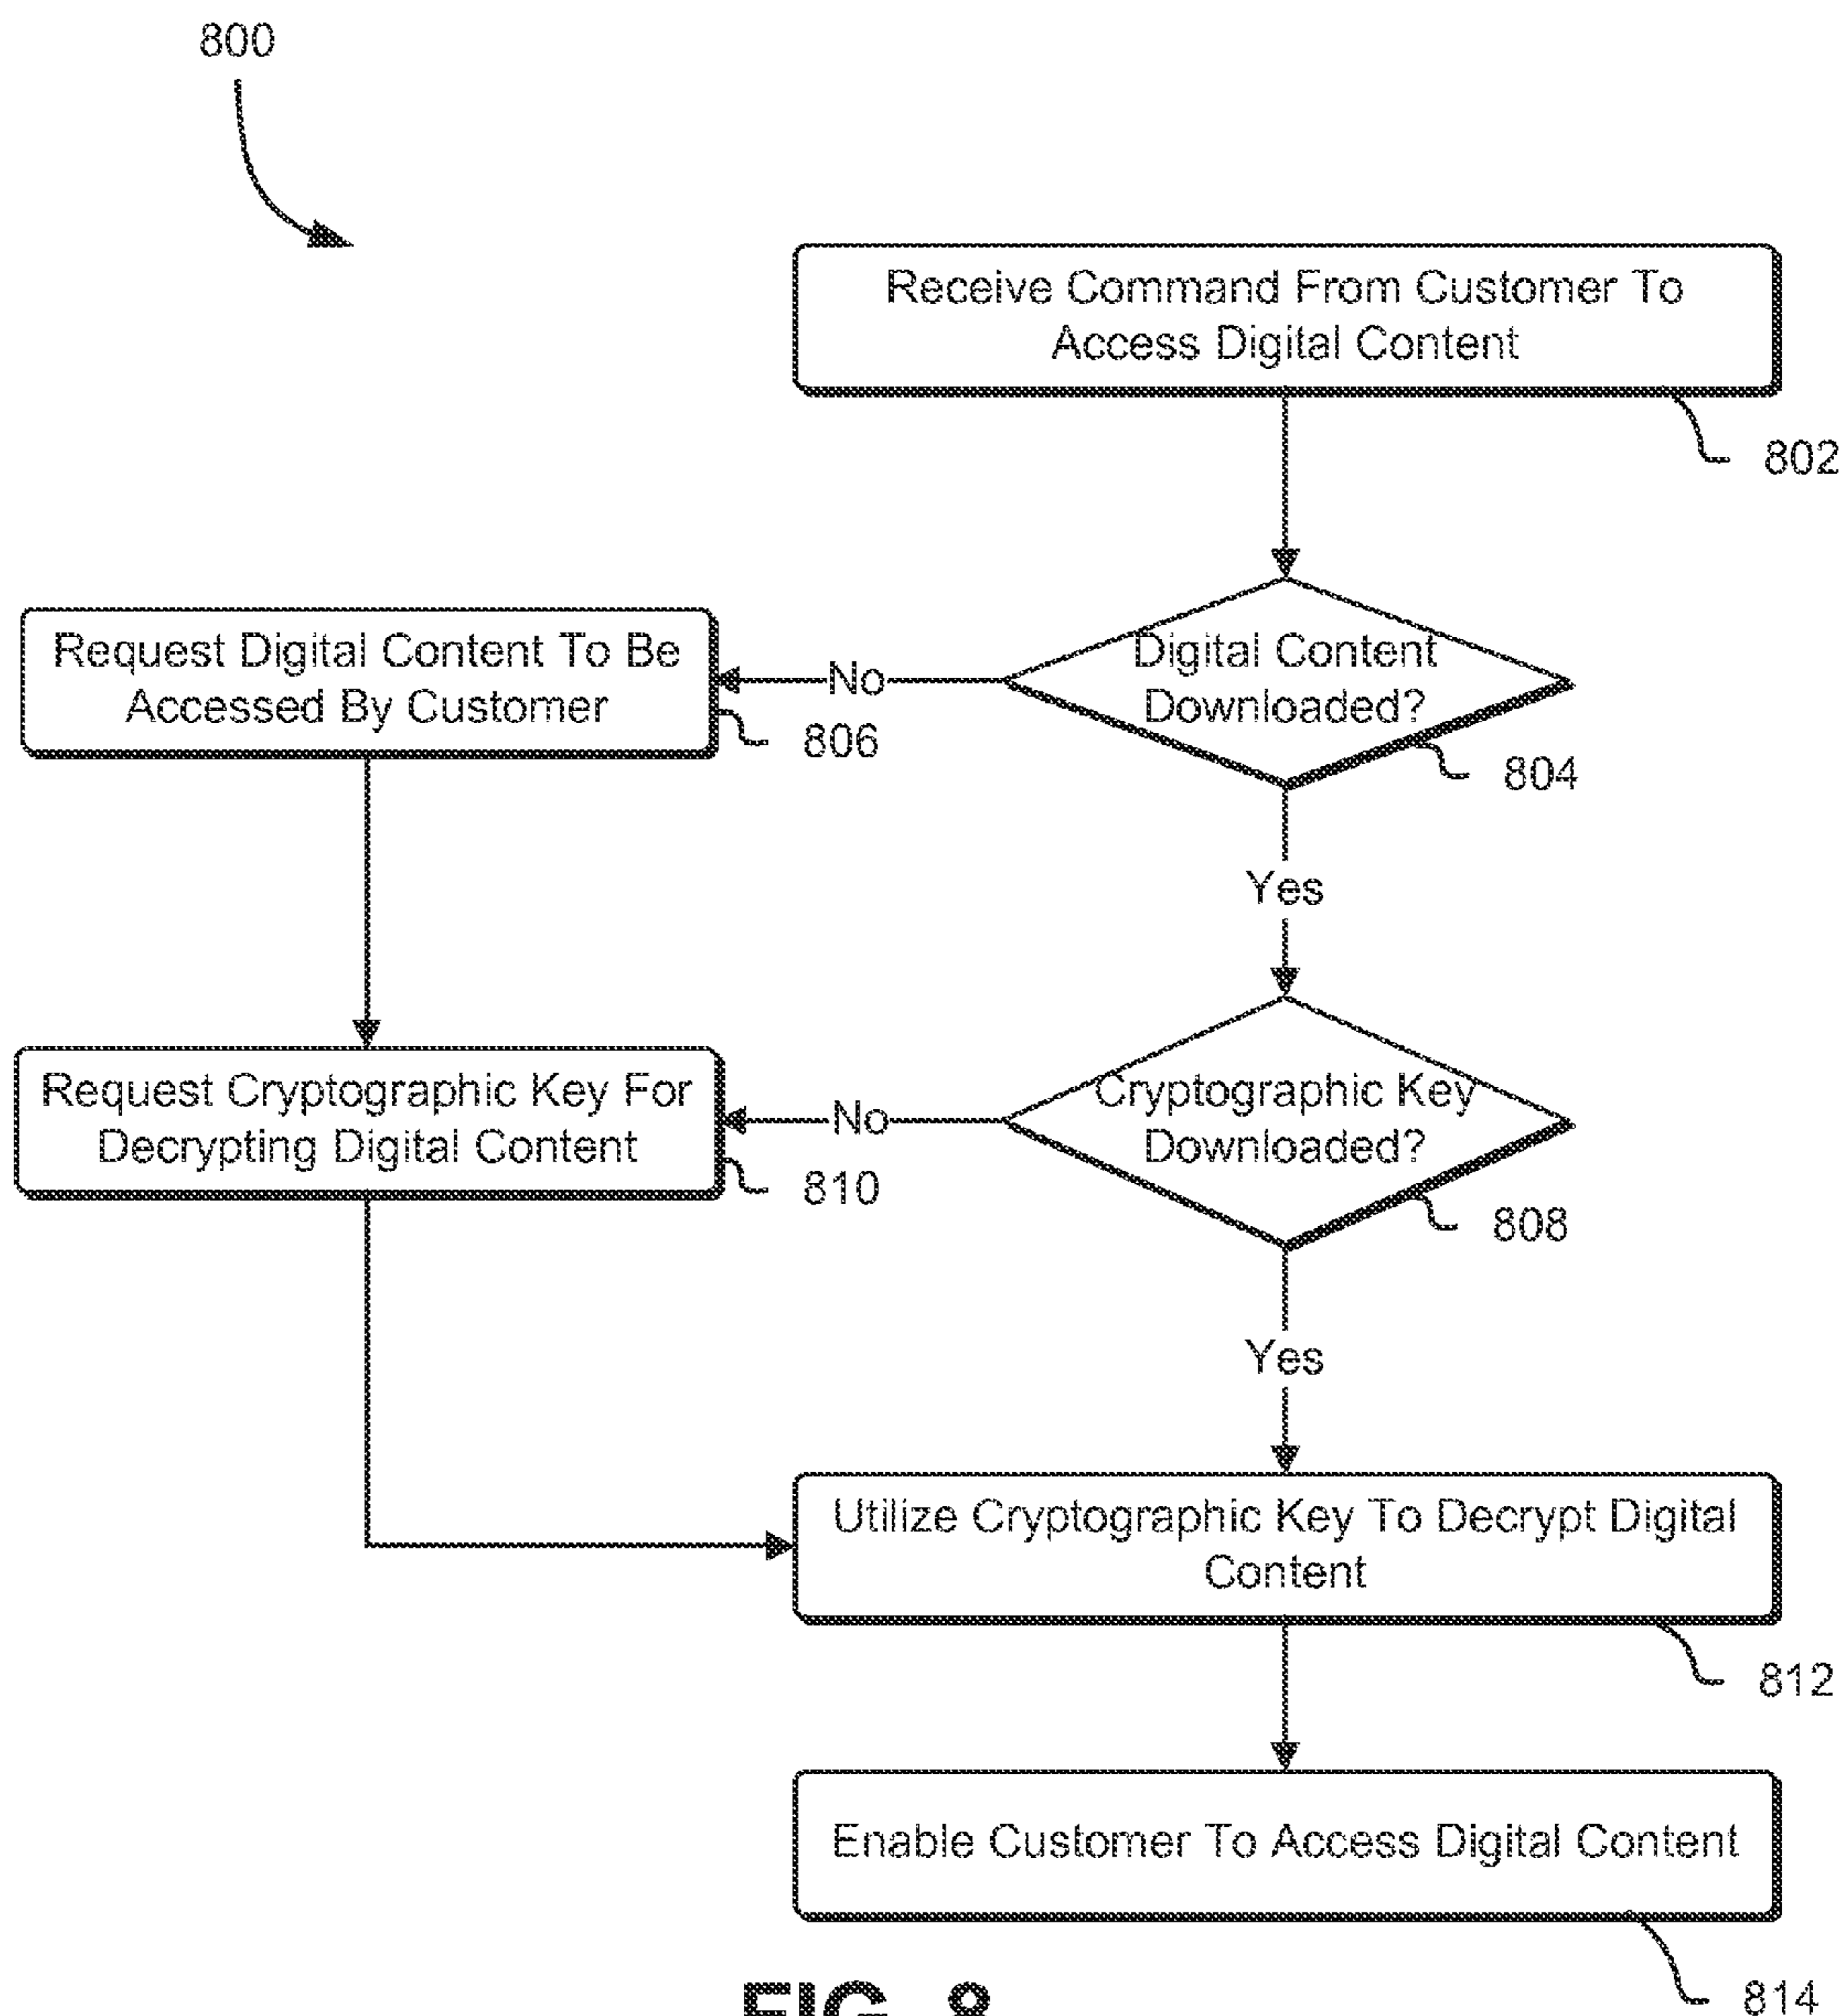 800
Receive Command From Customer To
Access Digital Content
802
Request Digital Content To Be
Accessed By Customer
806
No
Digital Content
Downloaded?
804
Yes
Request Cryptographic Key For
Decrypting Digital Content
810
No
Cryptographic Key
Downloaded?
808
Yes
Utilize Cryptographic Key To Decrypt Digital
Content
812
Enable Customer To Access Digital Content
814
FIG. 8